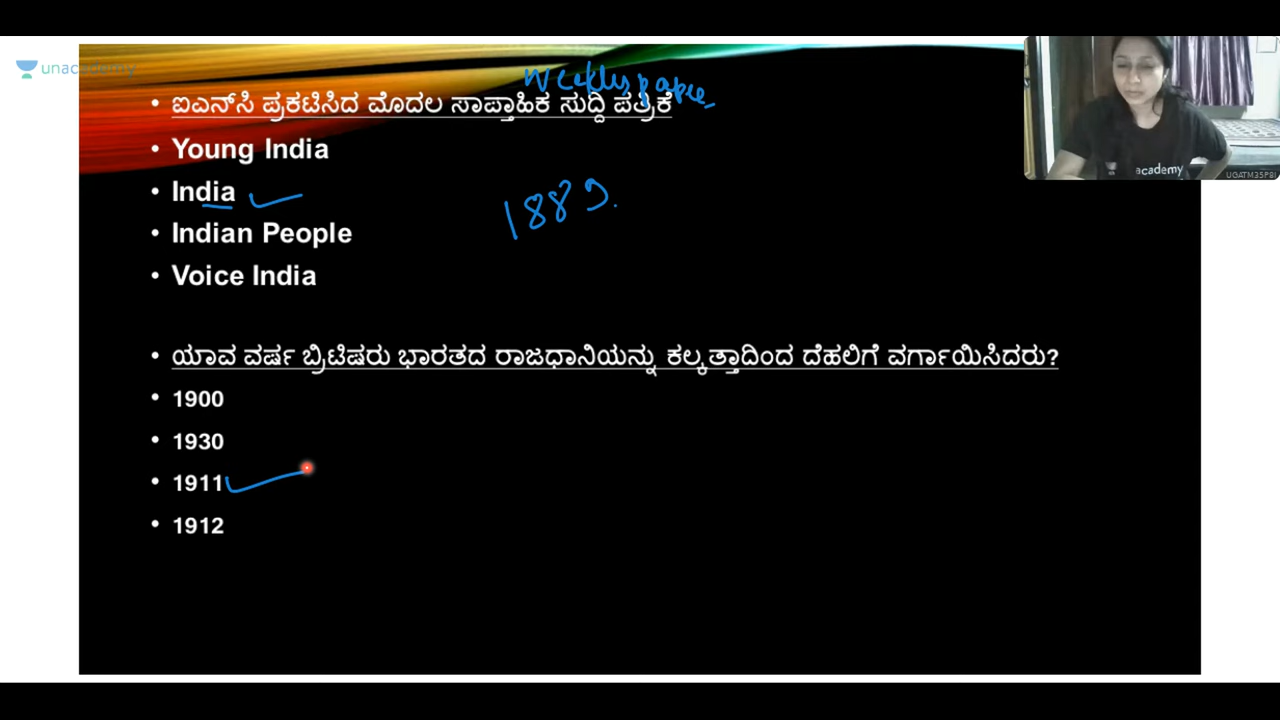 unacademy
weekly paper
• ಐಎನ್‌ಸಿ ಪ್ರಕಟಿಸಿದ ಮೊದಲ ಸಾಪ್ತಾಹಿಕ ಸುದ್ದಿ ಪತ್ರಿಕೆ
• Young India
• India
1889.
• Indian People
• Voice India
• ಯಾವ ವರ್ಷ ಬ್ರಿಟಿಷರು ಭಾರತದ ರಾಜಧಾನಿಯನ್ನು ಕಲ್ಕತ್ತಾದಿಂದ ದೆಹಲಿಗೆ ವರ್ಗಾಯಿಸಿದರು?
• 1900
• 1930
• 1911
• 1912
academy
UGATM35P8I